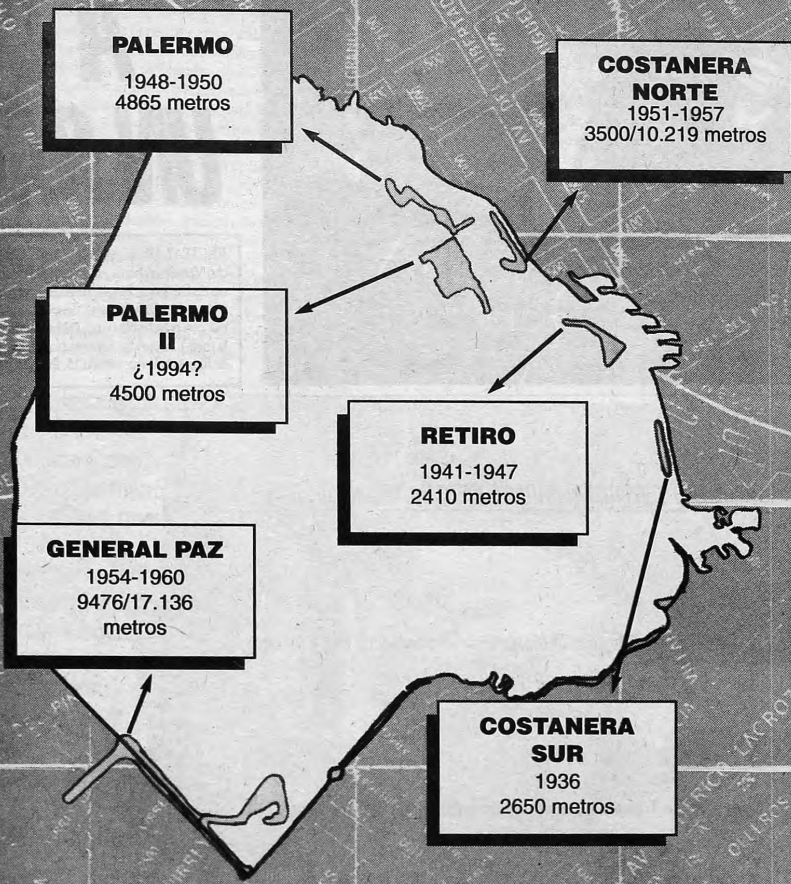 PALERMO
1948-1950
4865 metros
COSTANERA
NORTE
1951-1957
3500/10.219 metros
PALERMO
II
¿1994?
4500 metros
RETIRO
1941-1947
2410 metros
GENERAL PAZ
1954-1960
9476/17.136
metros
COSTANERA
SUR
1936
2650 metros